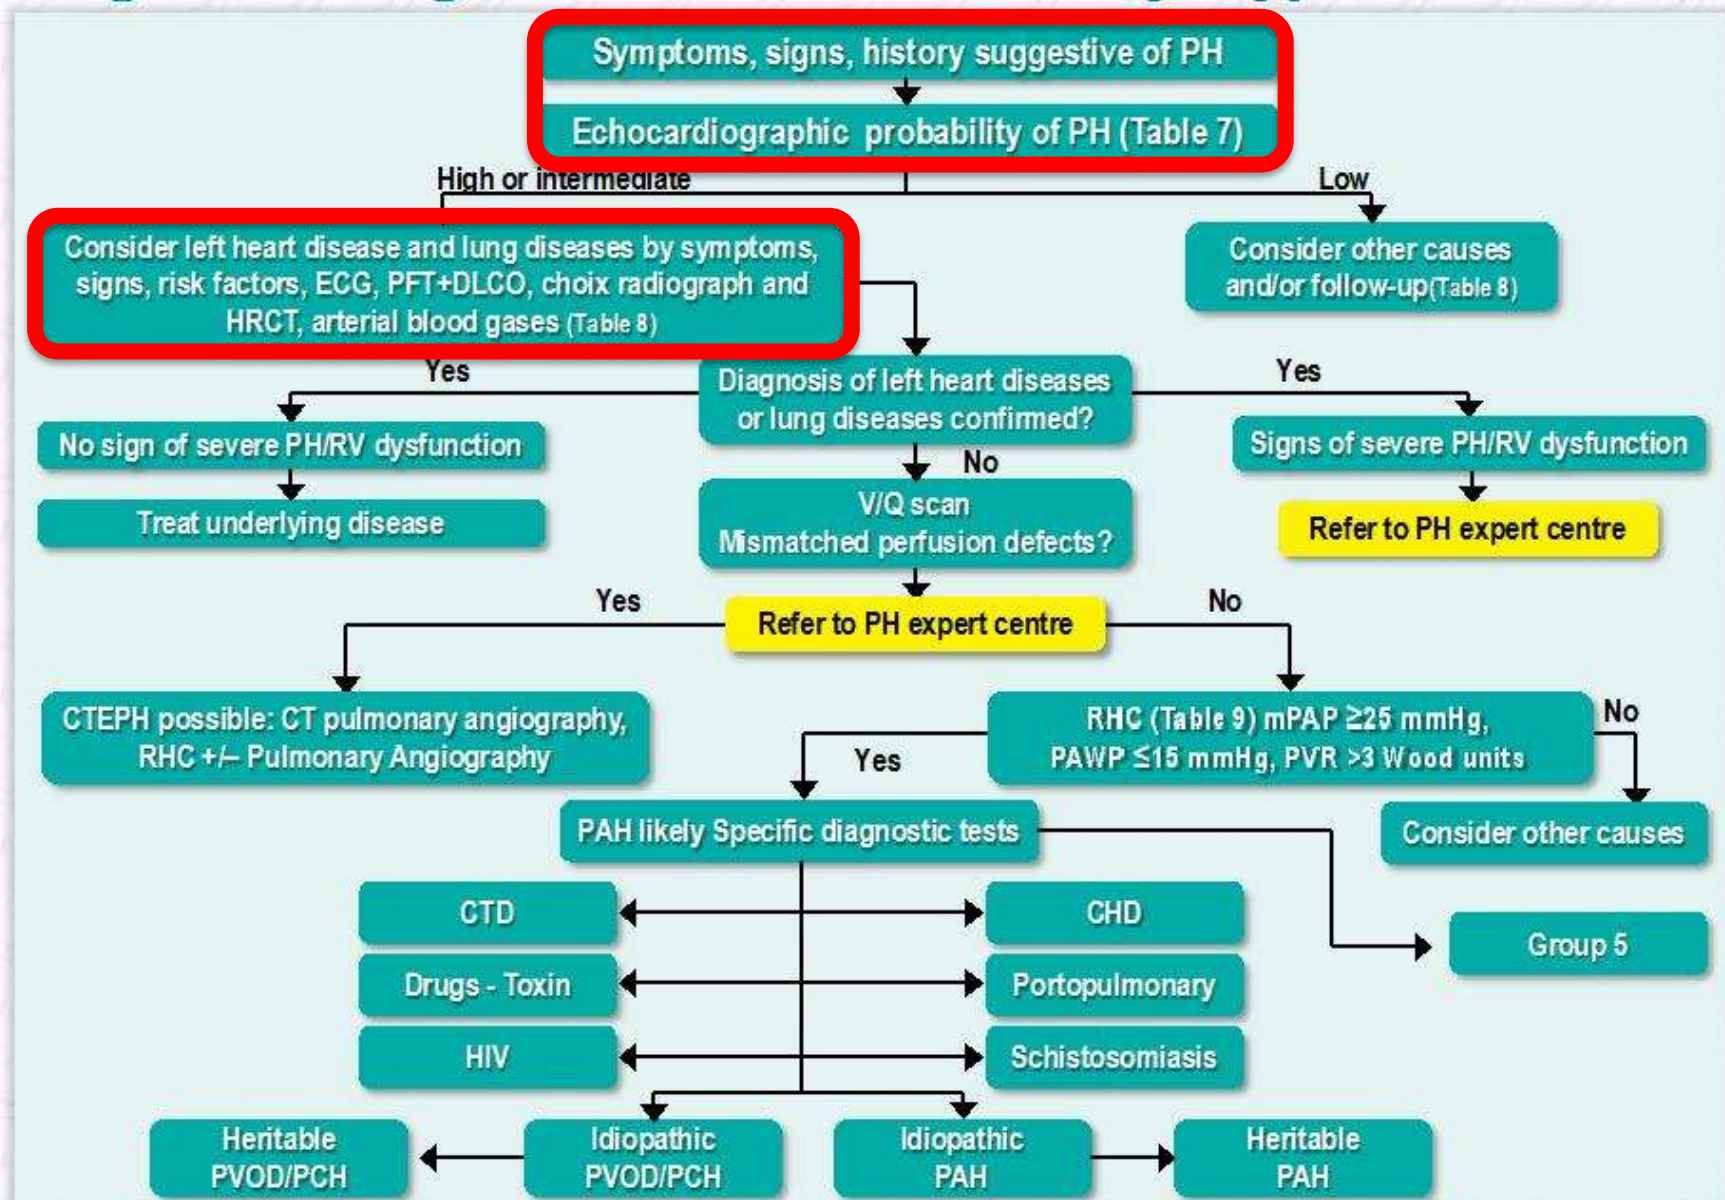 Symptoms, signs, history suggestive of PH
Echocardiographic probability of PH (Table 7)
High or intermediate
Low
Consider left heart disease and lung diseases by symptoms,
signs, risk factors, ECG, PFT+DLCO, choix radiograph and
HRCT, arterial blood gases (Table 8)
Consider other causes
and/or follow-up(Table 8)
Yes
Diagnosis of left heart diseases
or lung diseases confirmed?
Yes
No sign of severe PH/RV dysfunction
Signs of severe PH/RV dysfunction
No
Treat underlying disease
V/Q scan
Mismatched perfusion defects?
Refer to PH expert centre
Yes
Refer to PH expert centre
No
CTEPH possible: CT pulmonary angiography,
RHC +/– Pulmonary Angiography
RHC (Table 9) mPAP ≥25 mmHg,
PAWP ≤15 mmHg, PVR >3 Wood units
No
Yes
PAH likely Specific diagnostic tests
Consider other causes
CTD
CHD
Group 5
Drugs - Toxin
Portopulmonary
HIV
Schistosomiasis
Heritable
PVOD/PCH
Idiopathic
PVOD/PCH
Idiopathic
PAH
Heritable
PAH